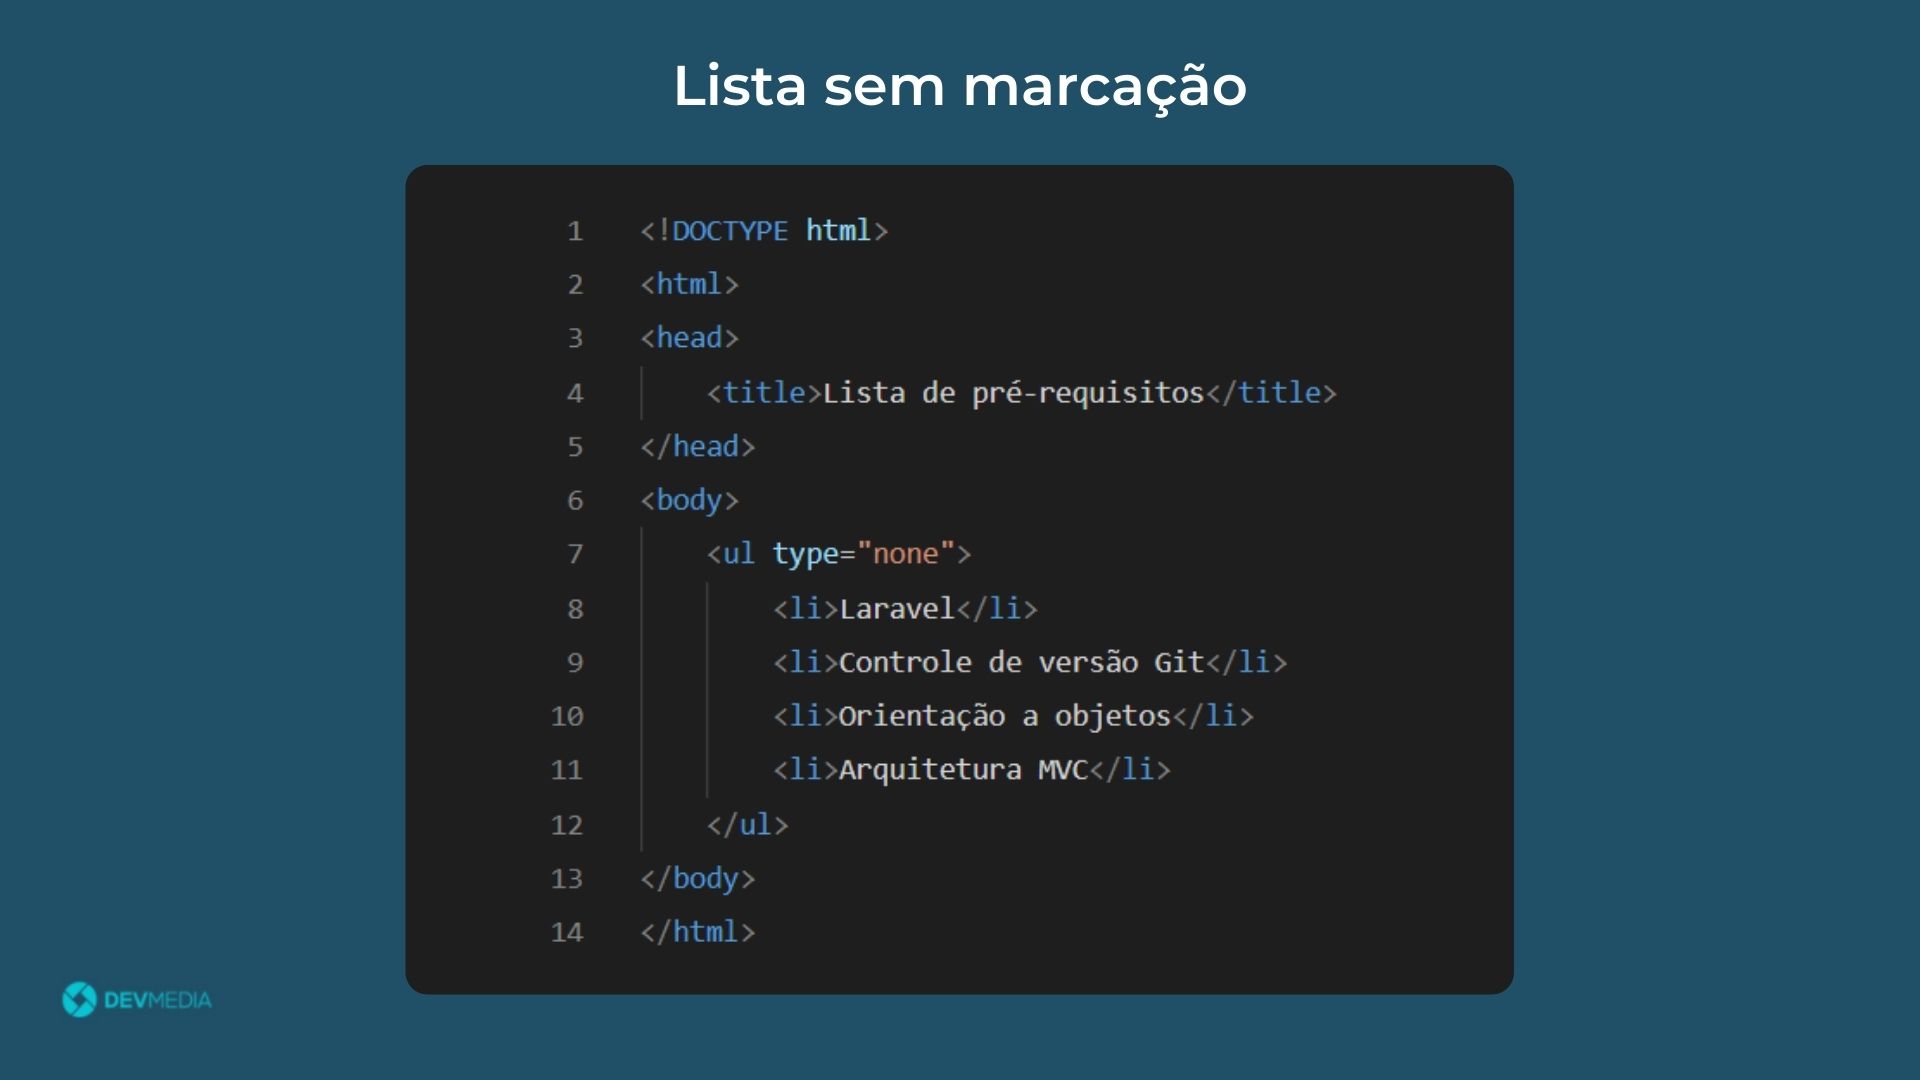 Lista sem marcação
1 <!DOCTYPE html>
2 <html>
3 <head>
4 <title>Lista de pré-requisitos</title>
5 </head>
6 <body>
7 <ul type="none">
8 <li>Laravel</li>
9 <li>Controle de versão Git</li>
10 <li>Orientação a objetos</li>
11 <li>Arquitetura MVC</li>
12 </ul>
13 </body>
14 </html>
DEVMEDIA